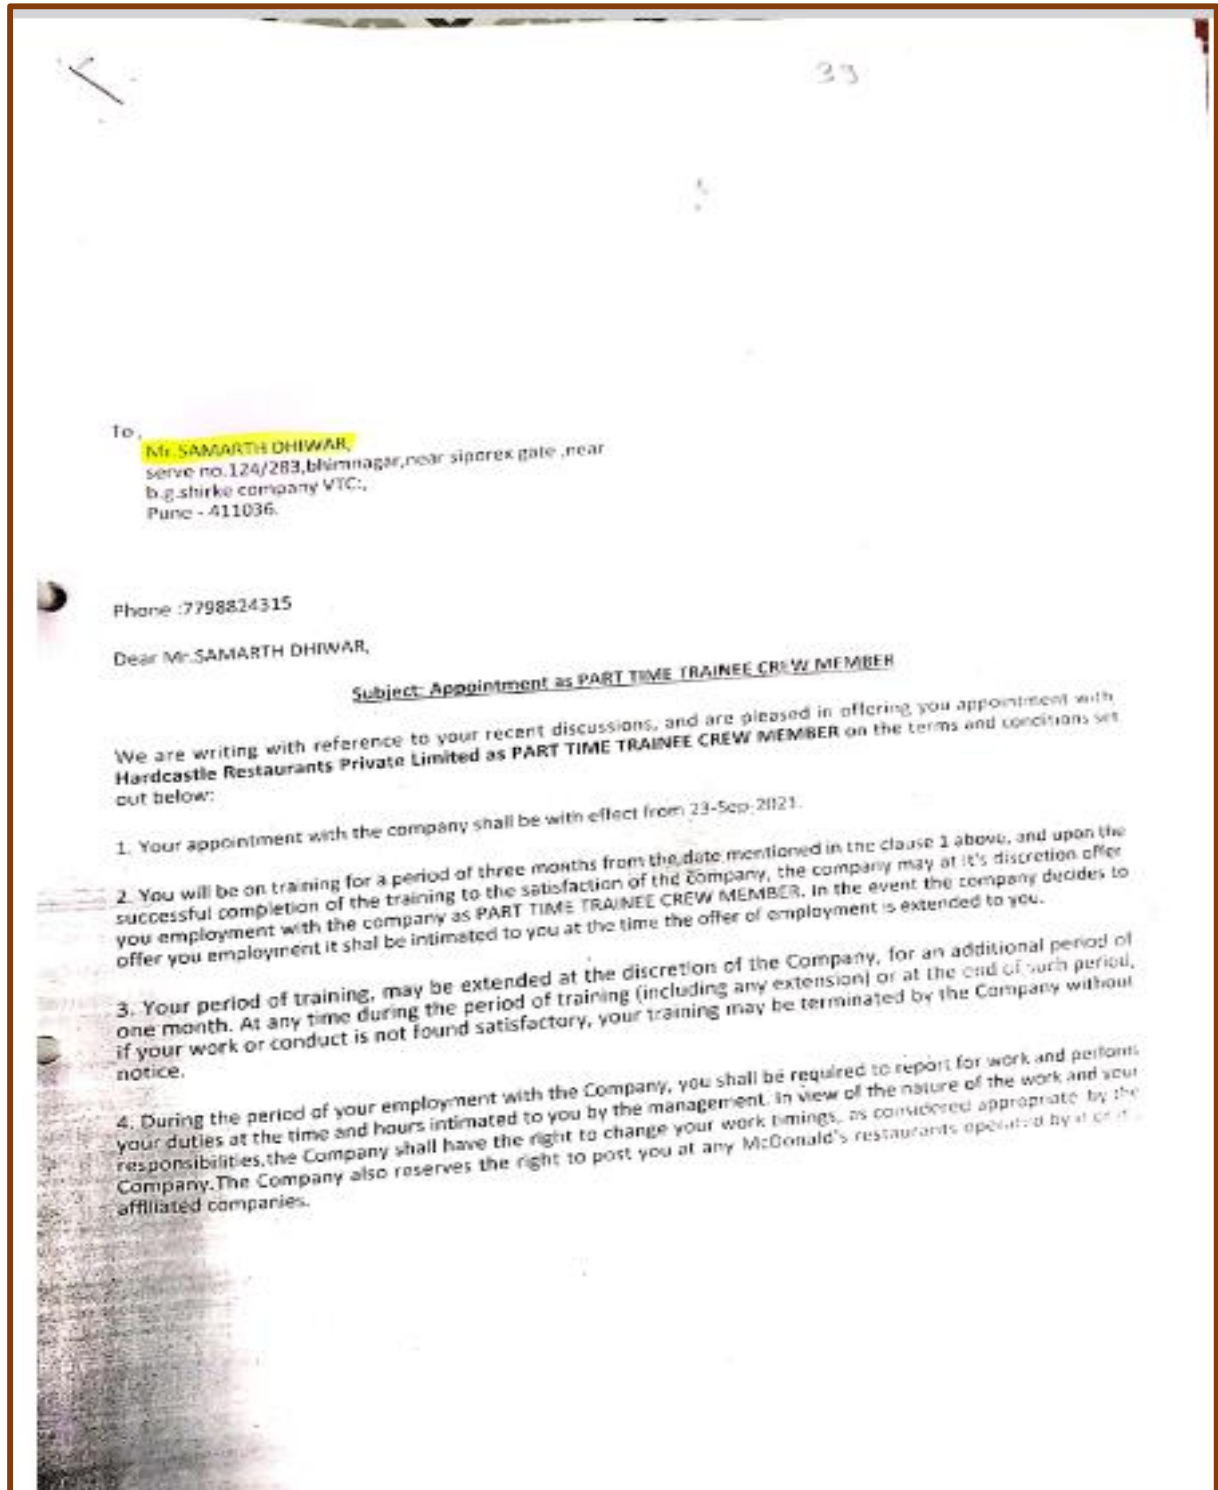 39
To,
Mr.SAMARTH DHIWAR,
serve no.124/283,bhimnagar,near siporex gate ,near
b.g.shirke company VTC:,
Pune - 411036.
Phone :7798824315
Dear Mr.SAMARTH DHIWAR,
Subject: Appointment as PART TIME TRAINEE CREW MEMBER
We are writing with reference to your recent discussions, and are pleased in offering you appointment with
Hardcastle Restaurants Private Limited as PART TIME TRAINEE CREW MEMBER on the terms and conditions set
out below:
1. Your appointment with the company shall be with effect from 23-Sep-2021.
2. You will be on training for a period of three months from the date mentioned in the clause 1 above, and upon the
successful completion of the training to the satisfaction of the company, the company may at it's discretion offer
you employment with the company as PART TIME TRAINEE CREW MEMBER. In the event the company decides to
offer you employment it shal be intimated to you at the time the offer of employment is extended to you.
3. Your period of training, may be extended at the discretion of the Company, for an additional period of
one month. At any time during the period of training (including any extension) or at the end of such period,
if your work or conduct is not found satisfactory, your training may be terminated by the Company without
notice.
4. During the period of your employment with the Company, you shall be required to report for work and perform
your duties at the time and hours intimated to you by the management. In view of the nature of the work and your
responsibilities,the Company shall have the right to change your work timings, as considered appropriate by the
Company.The Company also reserves the right to post you at any McDonald's restaurants operated by it or
affiliated companies.